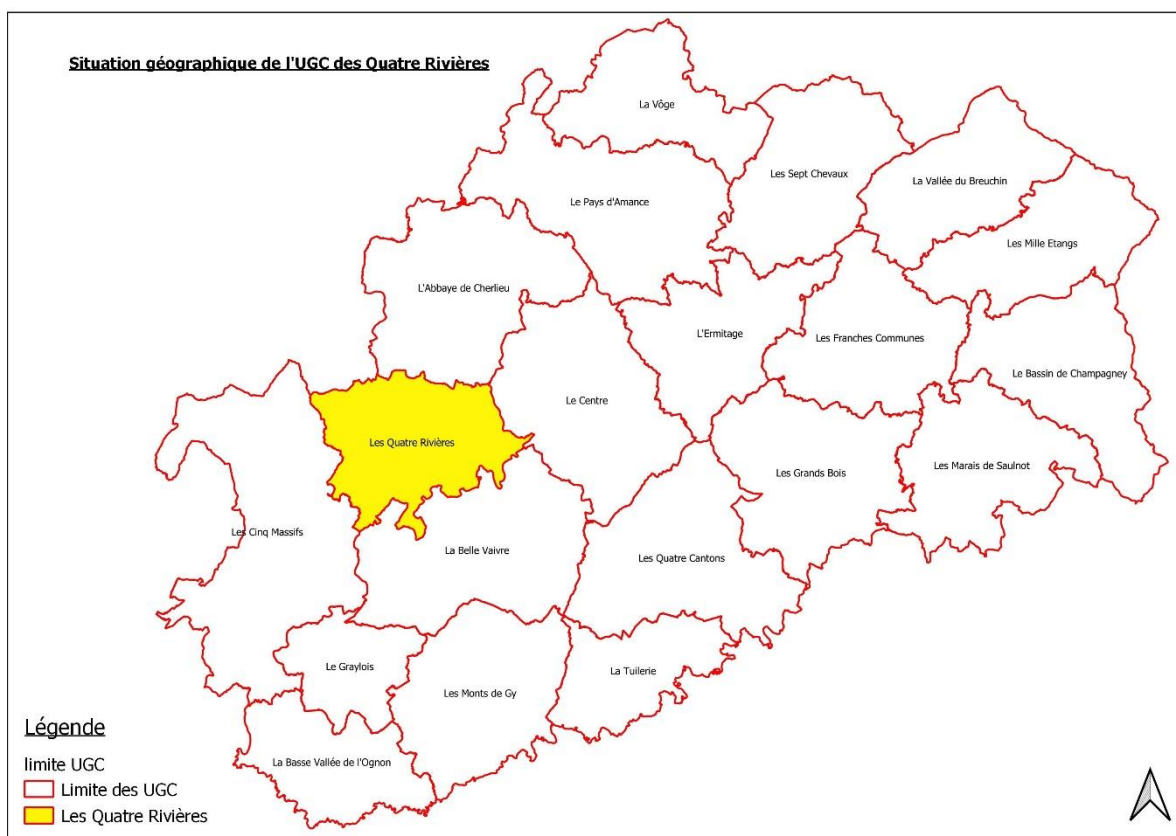 Situation géographique de l'UGC des Quatre Rivières
La Vôge
Les Sept Chevaux
La Vallée du Breuchin
Le Pays d'Amance
Les Mille Etangs
L'Abbaye de Cherlieu
L'Ermitage
Les Franches Communes
Le Bassin de Champagney
Le Centre
Les Quatre Rivières
Les Grands Bois
Les Marais de Saulnot
Les Cinq Massifs
La Belle Vaivre
Les Quatre Cantons
Le Graylois
La Tuilerie
Les Monts de Gy
La Basse Vallée de l'Ognon
Légende
limite UGC
Limite des UGC
Les Quatre Rivières